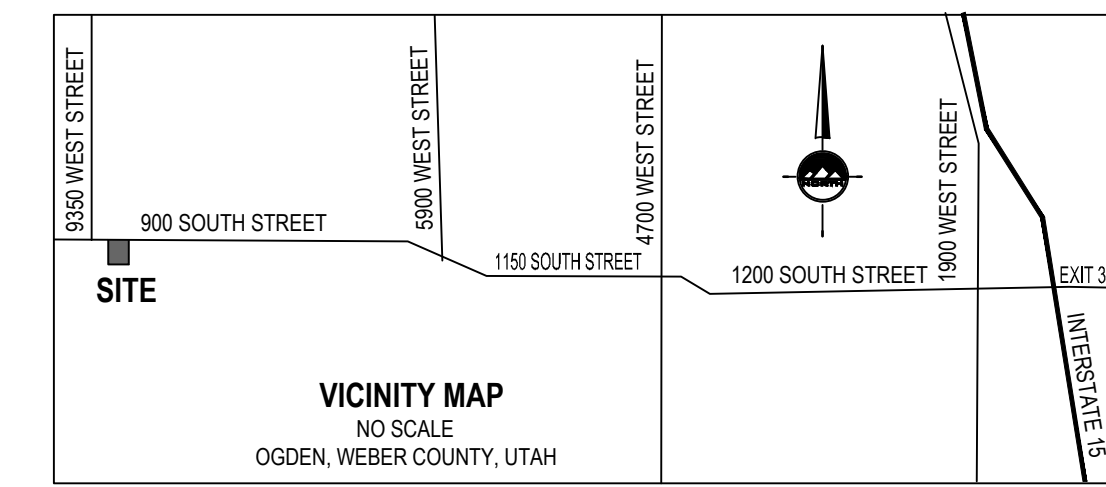 9350 WEST STREET
5900 WEST STREET
4700 WEST STREET
1900 WEST STREET
NORTH
900 SOUTH STREET
1150 SOUTH STREET
1200 SOUTH STREET
EXIT 3
SITE
INTERSTATE 15
VICINITY MAP
NO SCALE
OGDEN, WEBER COUNTY, UTAH